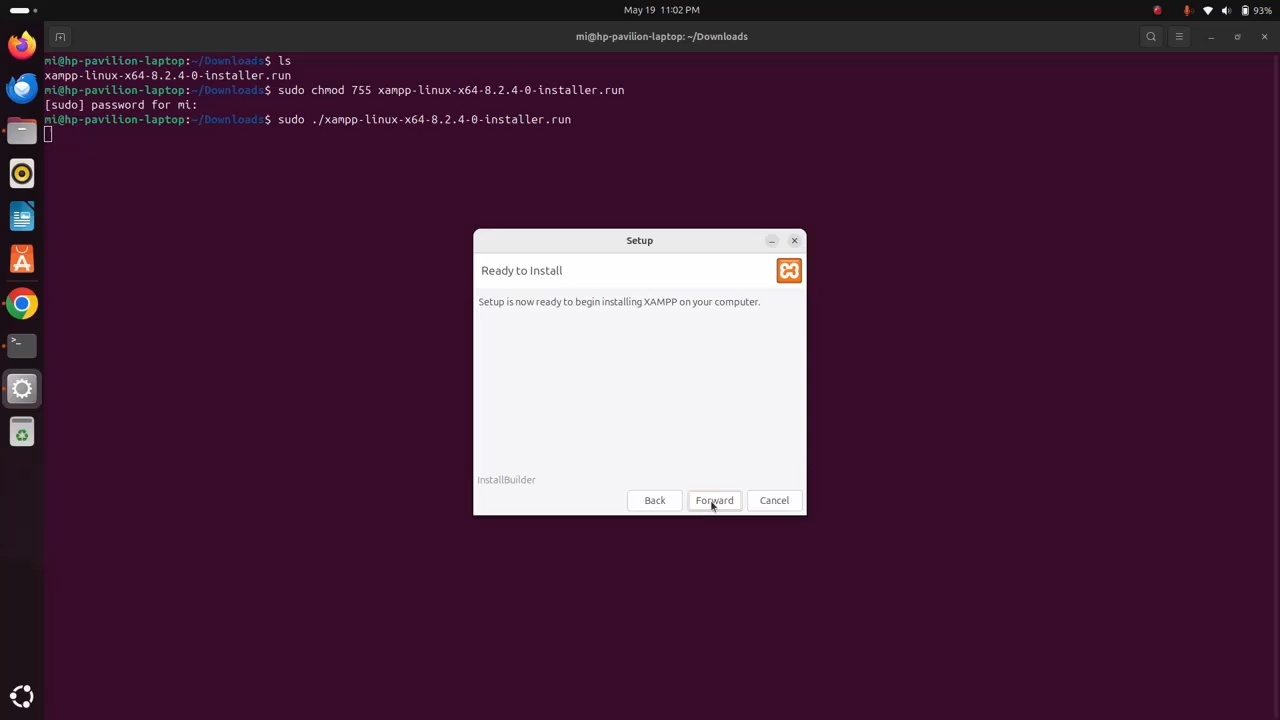 May 19 11:02 PM
93%
mi@hp-pavilion-laptop: ~/Downloads
mi@hp-pavilion-laptop:~/Downloads$ ls
xampp-linux-x64-8.2.4-0-installer.run
mi@hp-pavilion-laptop:~/Downloads$ sudo chmod 755 xampp-linux-x64-8.2.4-0-installer.run
[sudo] password for mi:
mi@hp-pavilion-laptop:~/Downloads$ sudo ./xampp-linux-x64-8.2.4-0-installer.run
Setup
Ready to Install
Setup is now ready to begin installing XAMPP on your computer.
InstallBuilder
Back Forward Cancel